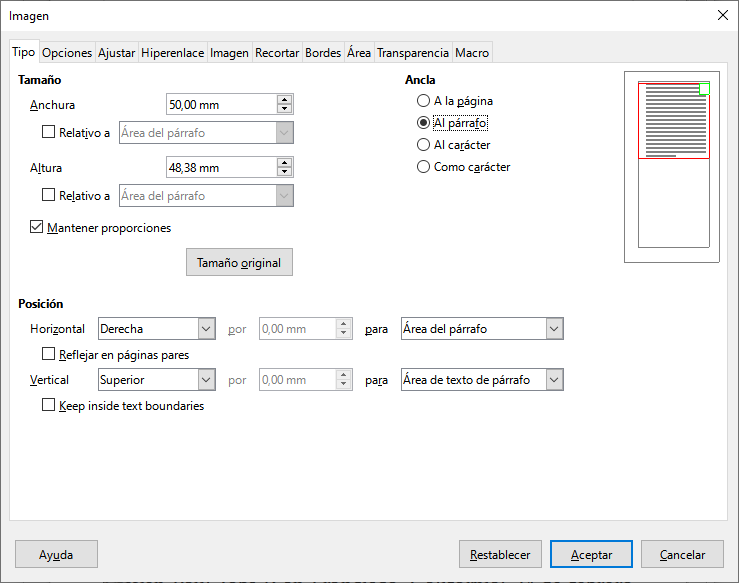 Imagen
Tipo Opciones Ajustar Hiperenlace Imagen Recortar Bordes Área Transparencia Macro
Tamaño
Anchura 50,00 mm
Relativo a Área del párrafo
Altura 48,38 mm
Relativo a Área del párrafo
Mantener proporciones
Tamaño original
Ancla
A la página
Al párrafo
Al carácter
Como carácter
Posición
Horizontal Derecha por 0,00 mm para Área del párrafo
Reflejar en páginas pares
Vertical Superior por 0,00 mm para Área de texto de párrafo
Keep inside text boundaries
Ayuda Restablecer Aceptar Cancelar